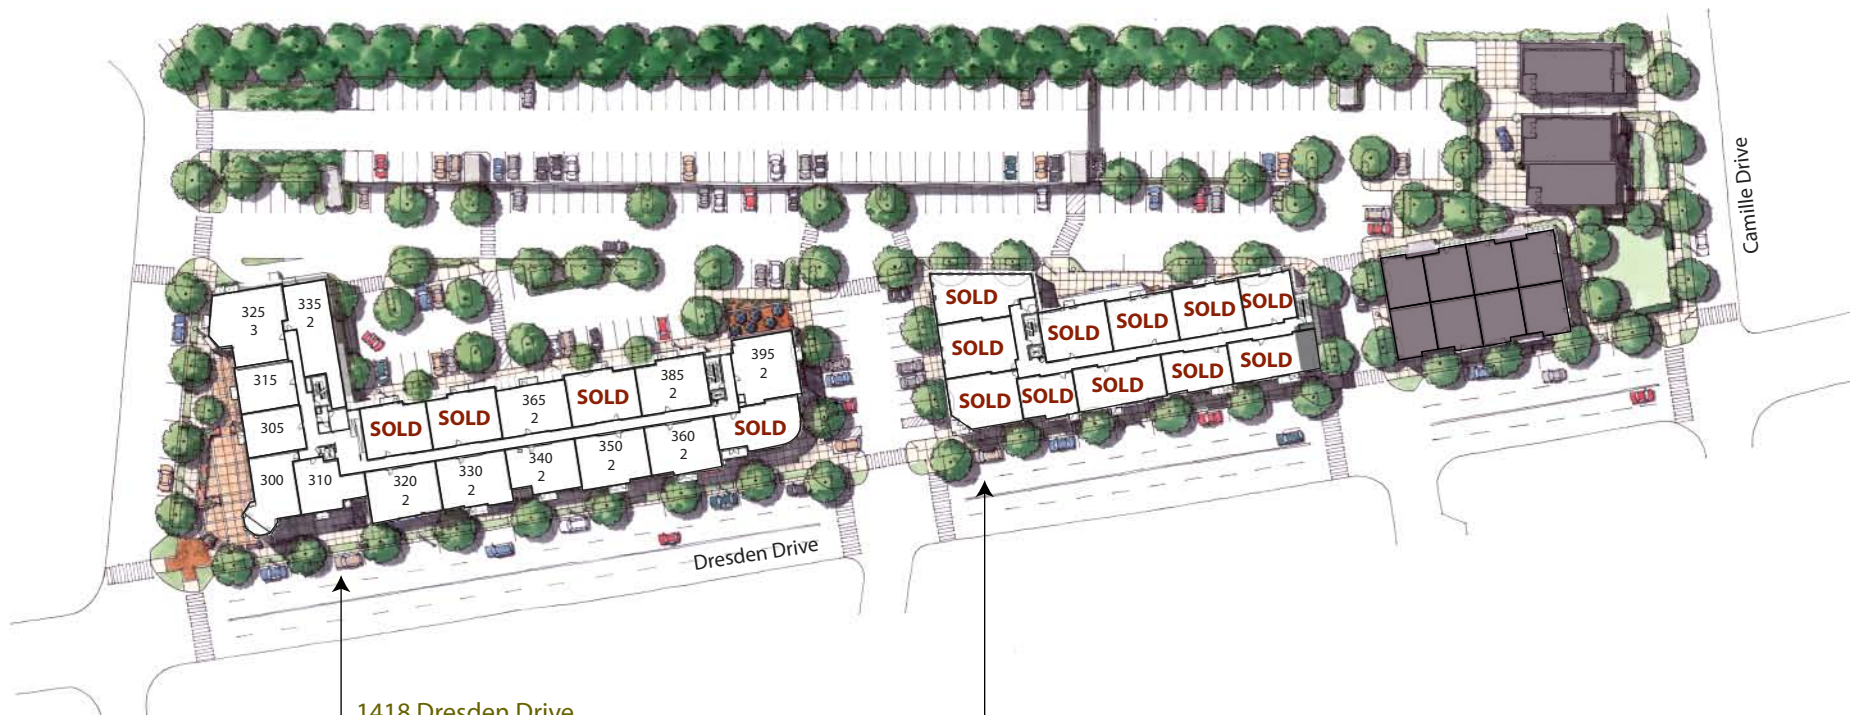 Camille Drive
325
3
335
2
315
305
300
310
SOLD
SOLD
365
2
SOLD
385
2
395
2
SOLD
320
2
330
2
340
2
350
2
360
2
SOLD
SOLD
SOLD
SOLD
SOLD
SOLD
SOLD
SOLD
SOLD
SOLD
SOLD
Dresden Drive
1418 Dresden Drive